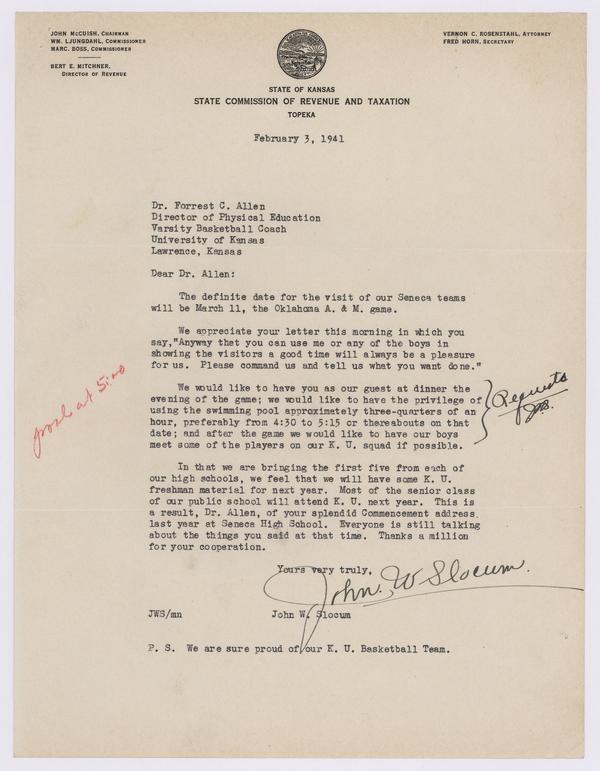 JOHN McCUISH, CHAIRMAN
WM. LJUNGDAHL, COMMISSIONER
MARC. BOSS, COMMISSIONER
BERT E. MITCHNER,
DIRECTOR OF REVENUE
VERNON C. ROSENSTAHL, ATTORNEY
FRED HORN, SECRETARY
STATE OF KANSAS
STATE COMMISSION OF REVENUE AND TAXATION
TOPEKA
February 3, 1941
Dr. Forrest C. Allen
Director of Physical Education
Varsity Basketball Coach
University of Kansas
Lawrence, Kansas
Dear Dr. Allen:
The definite date for the visit of our Seneca teams
will be March 11, the Oklahoma A. & M. game.
We appreciate your letter this morning in which you
say,"Anyway that you can use me or any of the boys in
showing the visitors a good time will always be a pleasure
for us. Please command us and tell us what you want done."
pool at 5:00
We would like to have you as our guest at dinner the
evening of the game; we would like to have the privilege of
using the swimming pool approximately three-quarters of an
hour, preferably from 4:30 to 5:15 or thereabouts on that
date; and after the game we would like to have our boys
meet some of the players on our K. U. squad if possible.
Requests
In that we are bringing the first five from each of
our high schools, we feel that we will have some K. U.
freshman material for next year. Most of the senior class
of our public school will attend K. U. next year. This is
a result, Dr. Allen, of your splendid Commencement address
last year at Seneca High School. Everyone is still talking
about the things you said at that time. Thanks a million
for your cooperation.
Yours very truly,
John. W Slocum.
JWS/mn
John W. Slocum
P. S. We are sure proud of our K. U. Basketball Team.